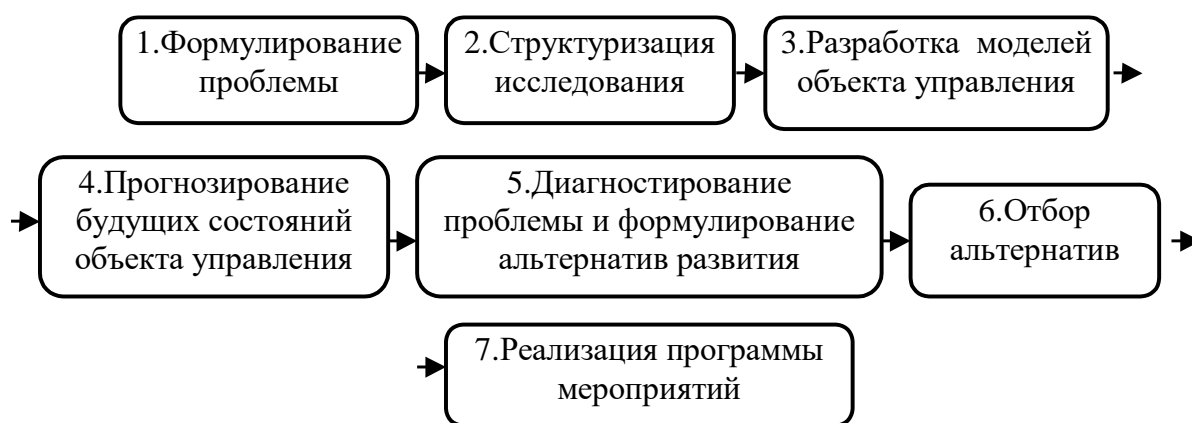 1.Формулирование
проблемы
2.Структуризация
исследования
3.Разработка моделей
объекта управления
4.Прогнозирование
будущих состояний
объекта управления
5.Диагностирование
проблемы и формулирование
альтернатив развития
6.Отбор
альтернатив
7.Реализация программы
мероприятий